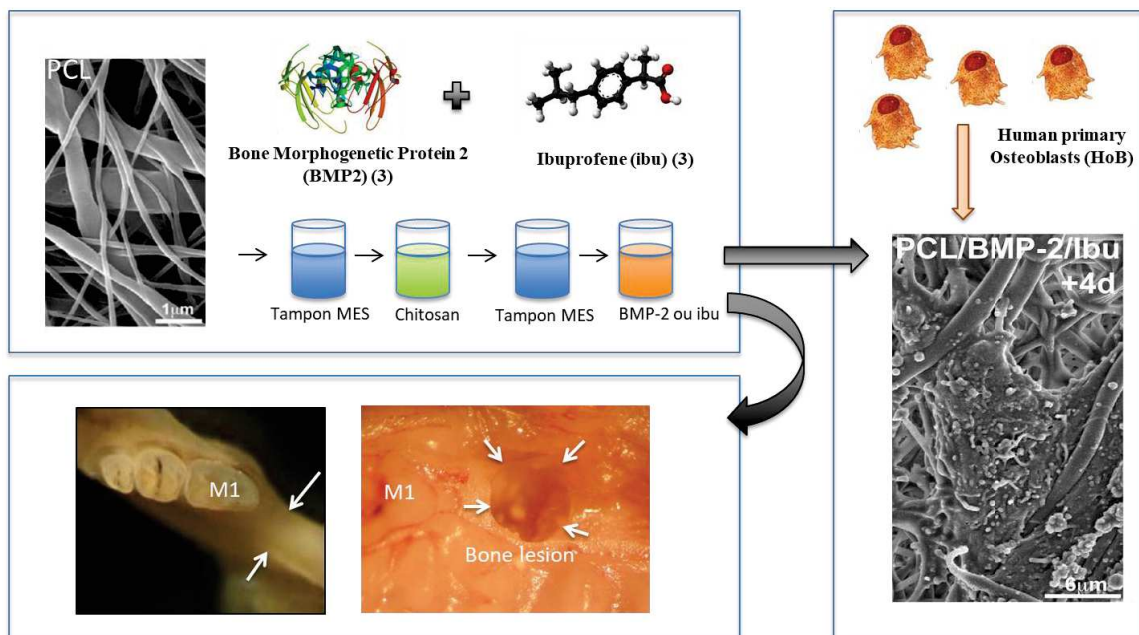 PCL
1µm
Bone Morphogenetic Protein 2
(BMP2) (3)
Ibuprofene (ibu) (3)
Tampon MES
Chitosan
Tampon MES
BMP-2 ou ibu
Human primary
Osteoblasts (HoB)
PCL/BMP-2/Ibu
+4d
6µm
M1
M1
Bone lesion